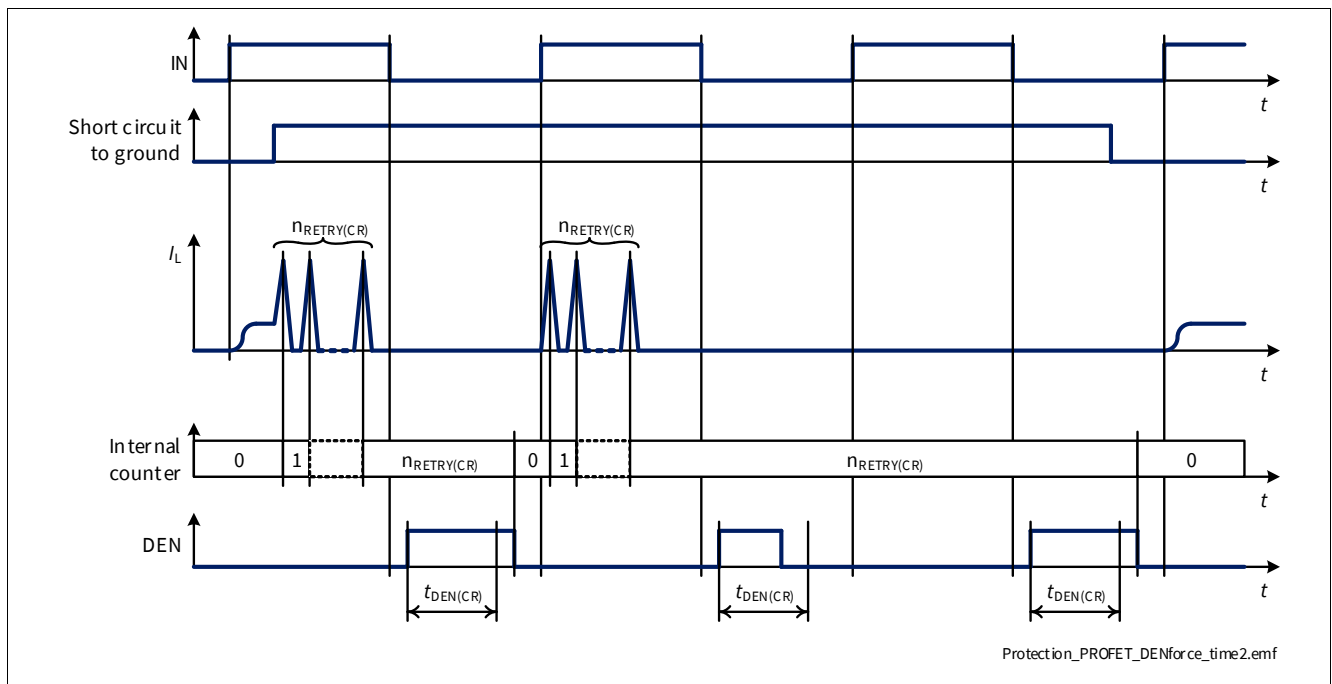 IN
t
Short circuit
to ground
t
nRETRY(CR)
nRETRY(CR)
IL
t
Internal
counter
0
1
nRETRY(CR)
0
1
nRETRY(CR)
0
t
DEN
t
tDEN(CR)
tDEN(CR)
tDEN(CR)
Protection_PROFET_DENforce_time2.emf